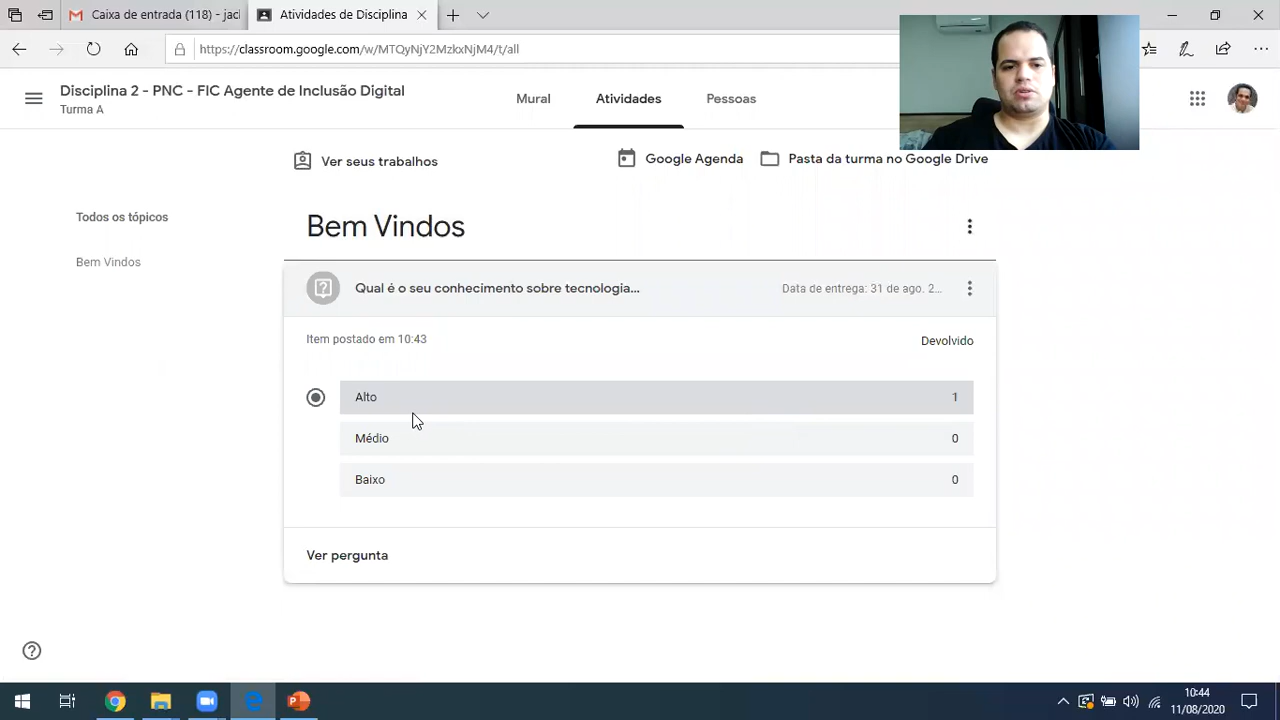 Caixa de entrada (118) - jacl
Atividades de Disciplina
https://classroom.google.com/w/MTQyNjY2MzkxNjM4/t/all
Disciplina 2 - PNC - FIC Agente de Inclusão Digital
Turma A
Mural
Atividades
Pessoas
Ver seus trabalhos
Google Agenda
Pasta da turma no Google Drive
Todos os tópicos
Bem Vindos
Bem Vindos
Qual é o seu conhecimento sobre tecnologia...
Data de entrega: 31 de ago. 2...
Item postado em 10:43
Devolvido
Alto 1
Médio 0
Baixo 0
Ver pergunta
10:44
11/08/2020